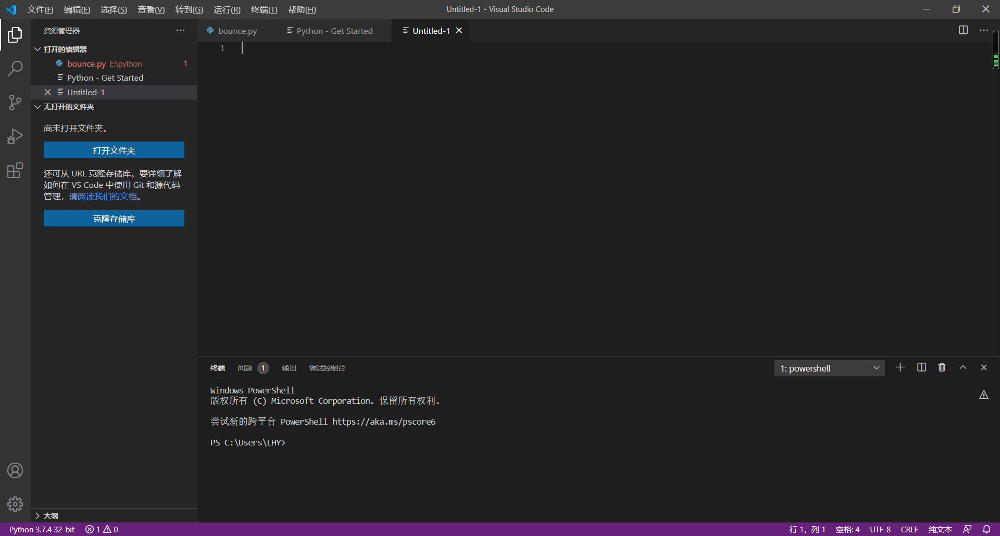 文件(F) 编辑(E) 选择(S) 查看(V) 转到(G) 运行(R) 终端(T) 帮助(H) Untitled-1 - Visual Studio Code
资源管理器
打开的编辑器
bounce.py E:\python 1
Python - Get Started
Untitled-1
无打开的文件夹
尚未打开文件夹。
打开文件夹
还可从 URL 克隆存储库。要详细了解
如何在 VS Code 中使用 Git 和源代码
管理，请阅读我们的文档。
克隆存储库
大纲
bounce.py Python - Get Started Untitled-1
1
终端 问题 1 输出 调试控制台 1: powershell
Windows PowerShell
版权所有 (C) Microsoft Corporation。保留所有权利。
尝试新的跨平台 PowerShell https://aka.ms/pscore6
PS C:\Users\LHY>
Python 3.7.4 32-bit 1 0 行 1，列 1 空格: 4 UTF-8 CRLF 纯文本